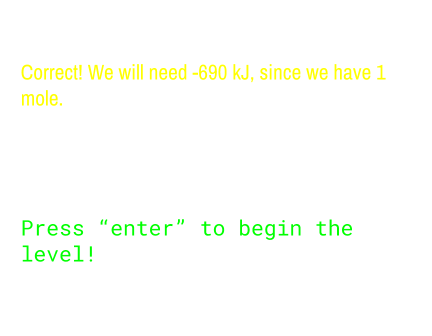 Correct! We will need -690 kJ, since we have 1
mole.
Press “enter” to begin the
level!